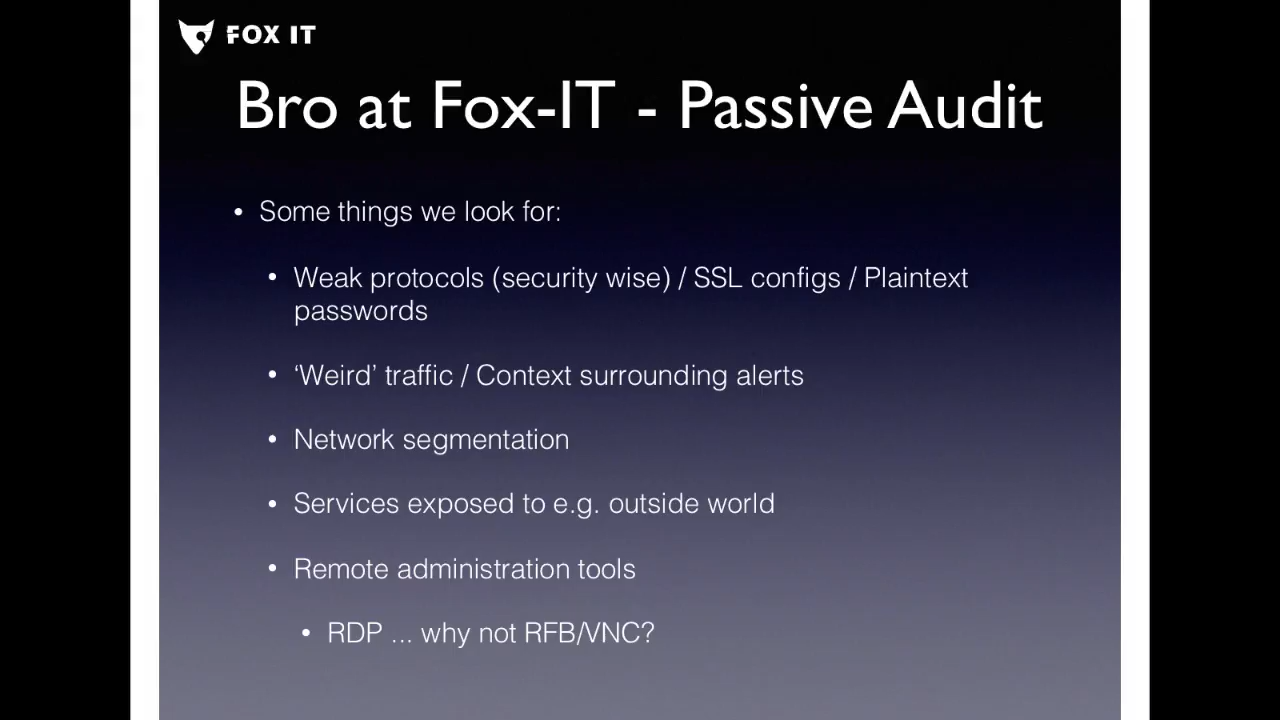 FOX IT
Bro at Fox-IT - Passive Audit
• Some things we look for:
• Weak protocols (security wise) / SSL configs / Plaintext
passwords
• ‘Weird’ traffic / Context surrounding alerts
• Network segmentation
• Services exposed to e.g. outside world
• Remote administration tools
• RDP ... why not RFB/VNC?